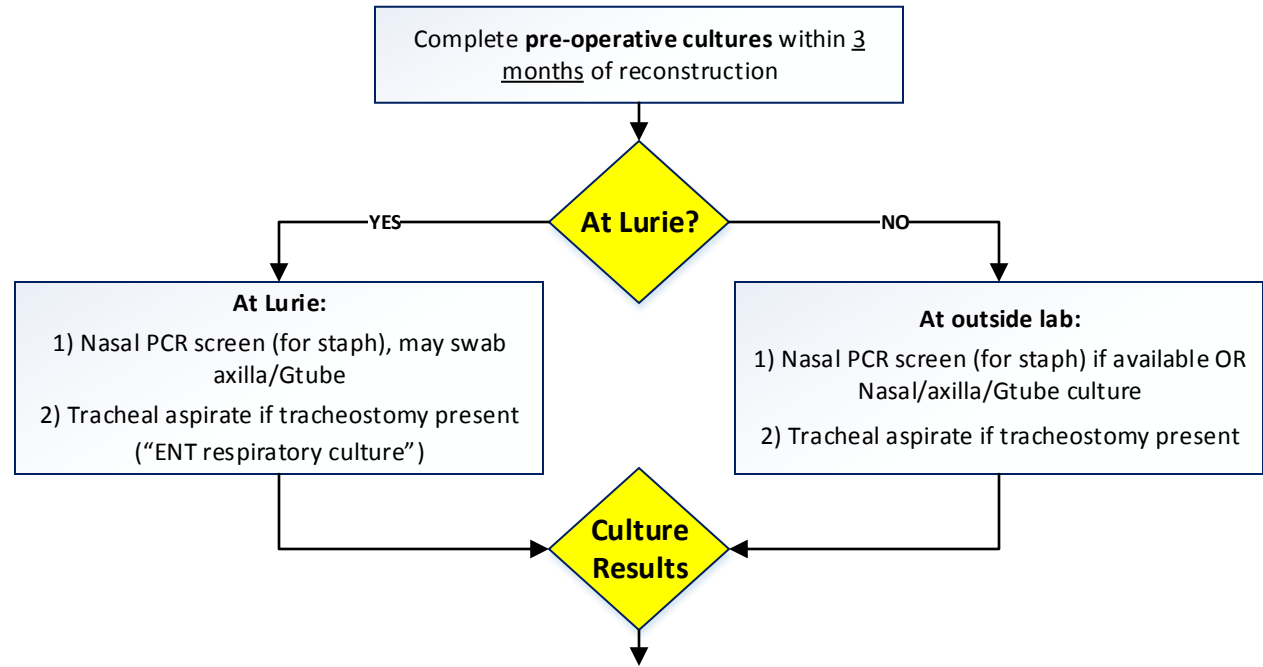 Complete pre-operative cultures within 3
months of reconstruction
At Lurie?
YES
NO
At Lurie:
1) Nasal PCR screen (for staph), may swab
axilla/Gtube
2) Tracheal aspirate if tracheostomy present
(“ENT respiratory culture”)
At outside lab:
1) Nasal PCR screen (for staph) if available OR
Nasal/axilla/Gtube culture
2) Tracheal aspirate if tracheostomy present
Culture
Results